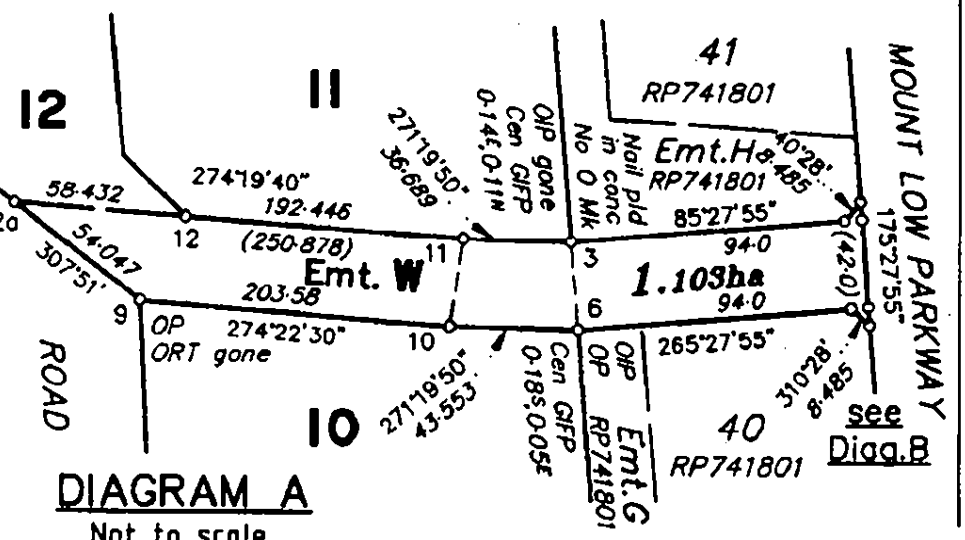 41
RP741801
MOUNT LOW PARKWAY
11
12
OIP gone
Cen GIFP
0·14E,0·11N
Nail pld
in conc
No O Mk
271°19'50"
36·689
Emt.H
RP741801
40°28'
8·485
58·432
274°19'40"
192·446
(250·878)
85°27'55"
94·0
12
11
3
54·047
307°51'
Emt. W
1.103ha
(42·0)
175°27'55"
203·58
274°22'30"
94·0
265°27'55"
9
10
6
OP
ORT gone
ROAD
271°19'50"
43·553
10
Cen GIFP
0·18S,0·05E
OIP
OP RP741801
Emt.G
40
RP741801
310°28'
8·485
see
Diag.B
DIAGRAM A
Not to scale